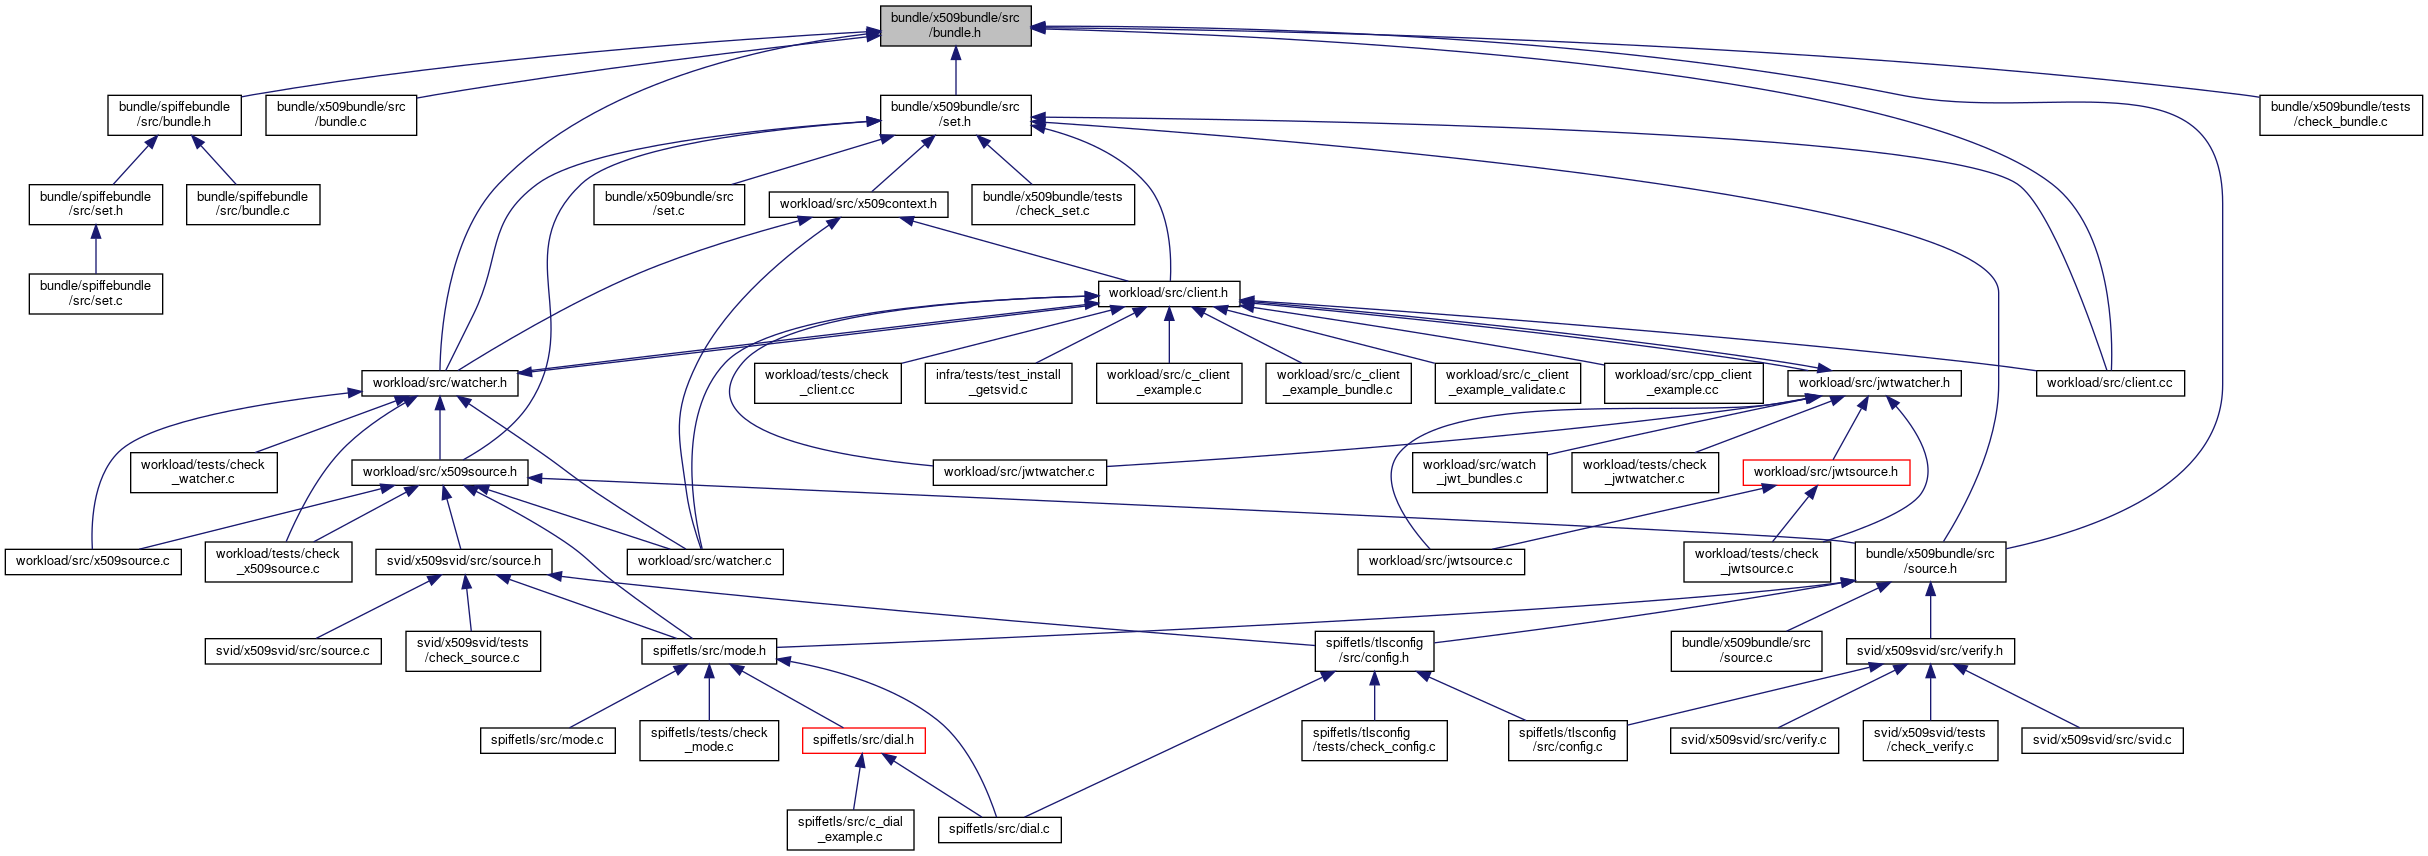 bundle/x509bundle/src
/bundle.h
bundle/spiffebundle
/src/bundle.h
bundle/x509bundle/src
/bundle.c
bundle/x509bundle/src
/set.h
bundle/x509bundle/tests
/check_bundle.c
bundle/spiffebundle
/src/set.h
bundle/spiffebundle
/src/bundle.c
bundle/x509bundle/src
/set.c
workload/src/x509context.h
bundle/x509bundle/tests
/check_set.c
bundle/spiffebundle
/src/set.c
workload/src/client.h
workload/src/watcher.h
workload/tests/check
_client.cc
infra/tests/test_install
_getsvid.c
workload/src/c_client
_example.c
workload/src/c_client
_example_bundle.c
workload/src/c_client
_example_validate.c
workload/src/cpp_client
_example.cc
workload/src/jwtwatcher.h
workload/src/client.cc
workload/tests/check
_watcher.c
workload/src/x509source.h
workload/src/jwtwatcher.c
workload/src/watch
_jwt_bundles.c
workload/tests/check
_jwtwatcher.c
workload/src/jwtsource.h
workload/src/x509source.c
workload/tests/check
_x509source.c
svid/x509svid/src/source.h
workload/src/watcher.c
workload/src/jwtsource.c
workload/tests/check
_jwtsource.c
bundle/x509bundle/src
/source.h
svid/x509svid/src/source.c
svid/x509svid/tests
/check_source.c
spiffetls/src/mode.h
spiffetls/tlsconfig
/src/config.h
bundle/x509bundle/src
/source.c
svid/x509svid/src/verify.h
spiffetls/src/mode.c
spiffetls/tests/check
_mode.c
spiffetls/src/dial.h
spiffetls/tlsconfig
/tests/check_config.c
spiffetls/tlsconfig
/src/config.c
svid/x509svid/src/verify.c
svid/x509svid/tests
/check_verify.c
svid/x509svid/src/svid.c
spiffetls/src/c_dial
_example.c
spiffetls/src/dial.c